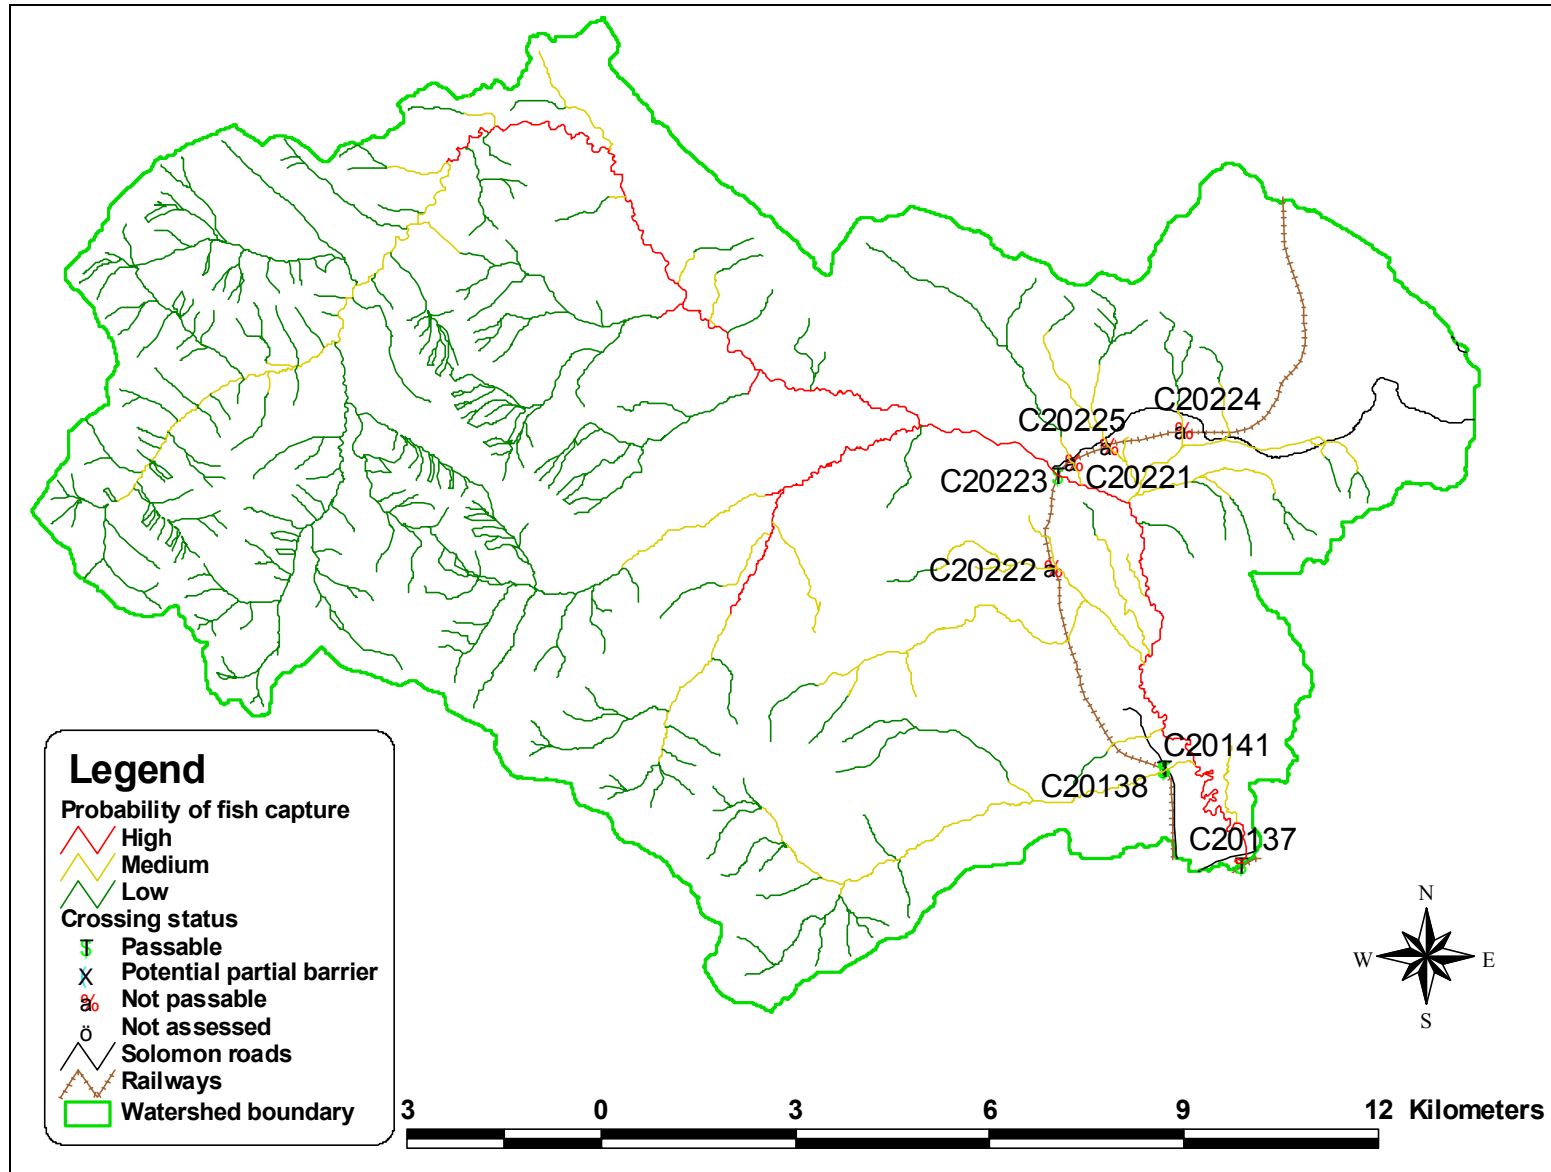 C20224
C20225
C20223
C20221
C20222
C20141
C20138
C20137
Legend
Probability of fish capture
High
Medium
Low
Crossing status
Passable
Potential partial barrier
Not passable
Not assessed
Solomon roads
Railways
Watershed boundary
N
W E
S
3 0 3 6 9 12 Kilometers